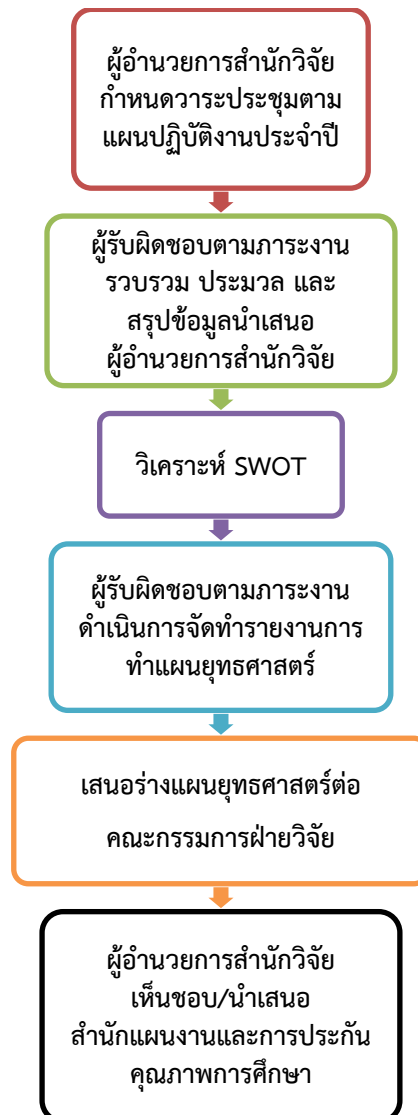 ผู้อำนวยการสำนักวิจัย
กำหนดวาระประชุมตาม
แผนปฏิบัติงานประจำปี
ผู้รับผิดชอบตามภาระงาน
รวบรวม ประมวล และ
สรุปข้อมูลนำเสนอ
ผู้อำนวยการสำนักวิจัย
วิเคราะห์ SWOT
ผู้รับผิดชอบตามภาระงาน
ดำเนินการจัดทำรายงานการ
ทำแผนยุทธศาสตร์
เสนอร่างแผนยุทธศาสตร์ต่อ
คณะกรรมการฝ่ายวิจัย
ผู้อำนวยการสำนักวิจัย
เห็นชอบ/นำเสนอ
สำนักแผนงานและการประกัน
คุณภาพการศึกษา